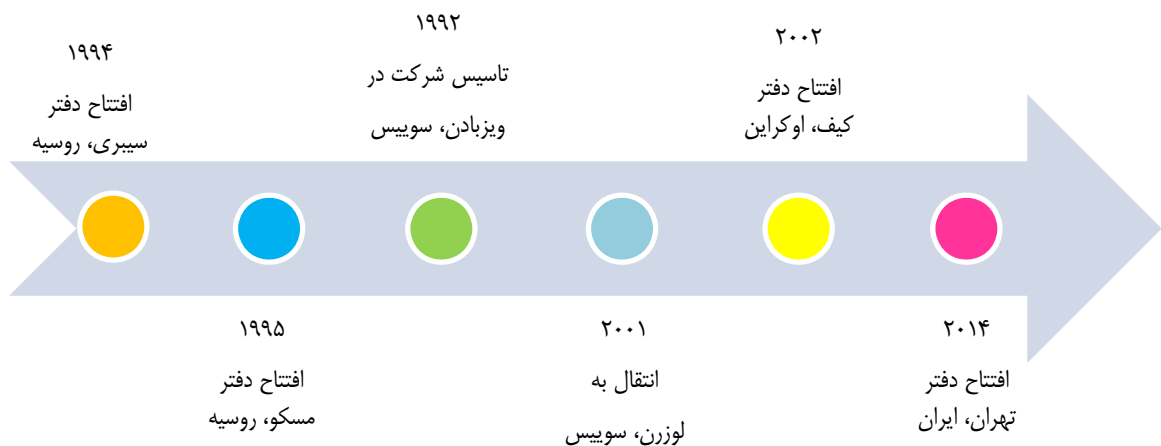 ۱۹۹۴
افتتاح دفتر
سیبری، روسیه
۱۹۹۵
افتتاح دفتر
مسکو، روسیه
۱۹۹۲
تاسیس شرکت در
ویزبادن، سوییس
۲۰۰۱
انتقال به
لوزرن، سوییس
۲۰۰۲
افتتاح دفتر
کیف، اوکراین
۲۰۱۴
افتتاح دفتر
تهران، ایران